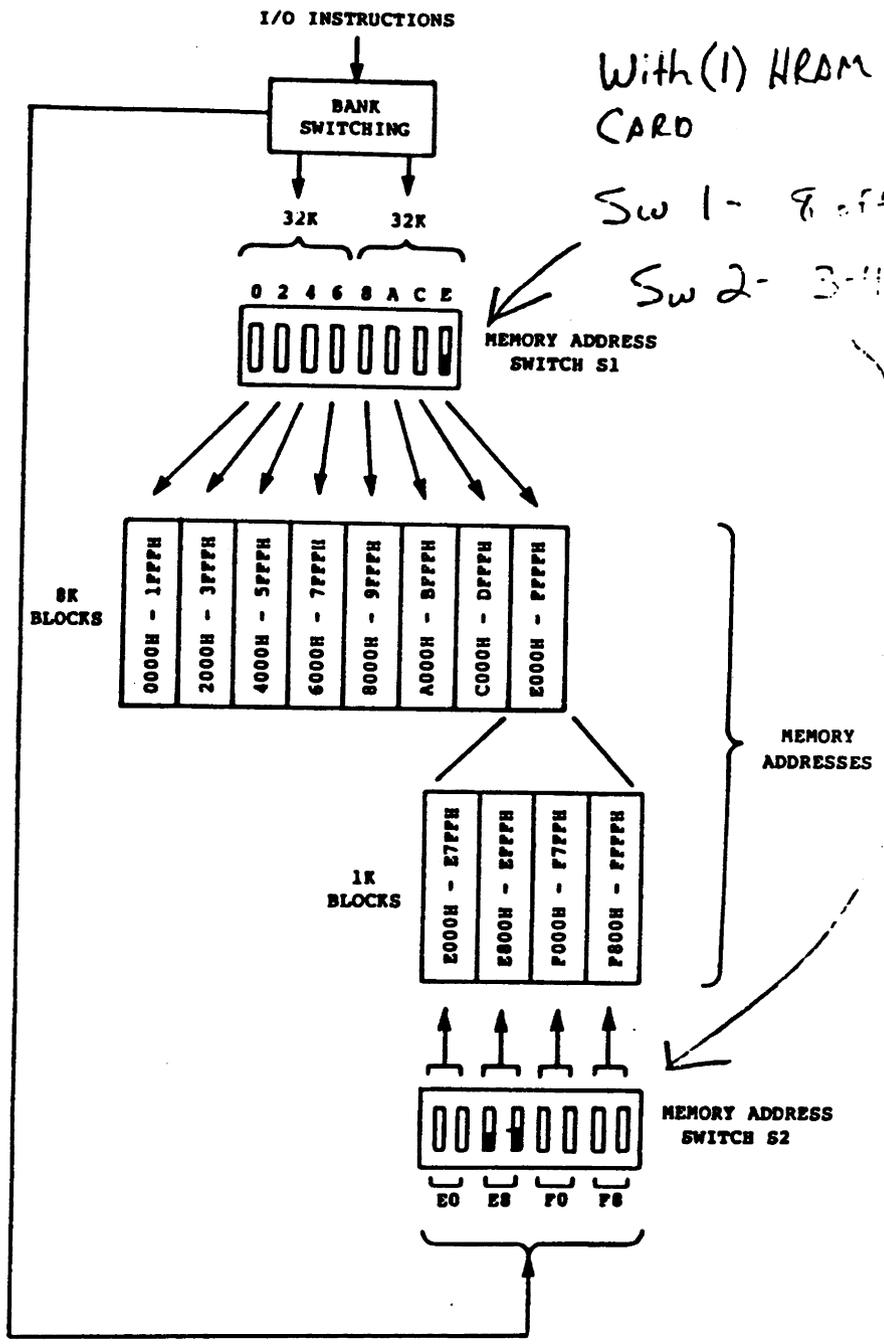 I/O INSTRUCTIONS
With (1) HRAM
CARD
BANK
SWITCHING
Sw 1- 8
32K 32K
Sw 2- 3-4
0 2 4 6 8 A C E
MEMORY ADDRESS
SWITCH S1
8K
BLOCKS
0000H - 1FFFH
2000H - 3FFFH
4000H - 5FFFH
6000H - 7FFFH
8000H - 9FFFH
A000H - BFFFH
C000H - DFFFH
E000H - FFFFH
MEMORY
ADDRESSES
1K
BLOCKS
E000H - E7FFH
E800H - EFFFH
F000H - F7FFH
F800H - FFFFH
MEMORY ADDRESS
SWITCH S2
E0 E8 F0 F8